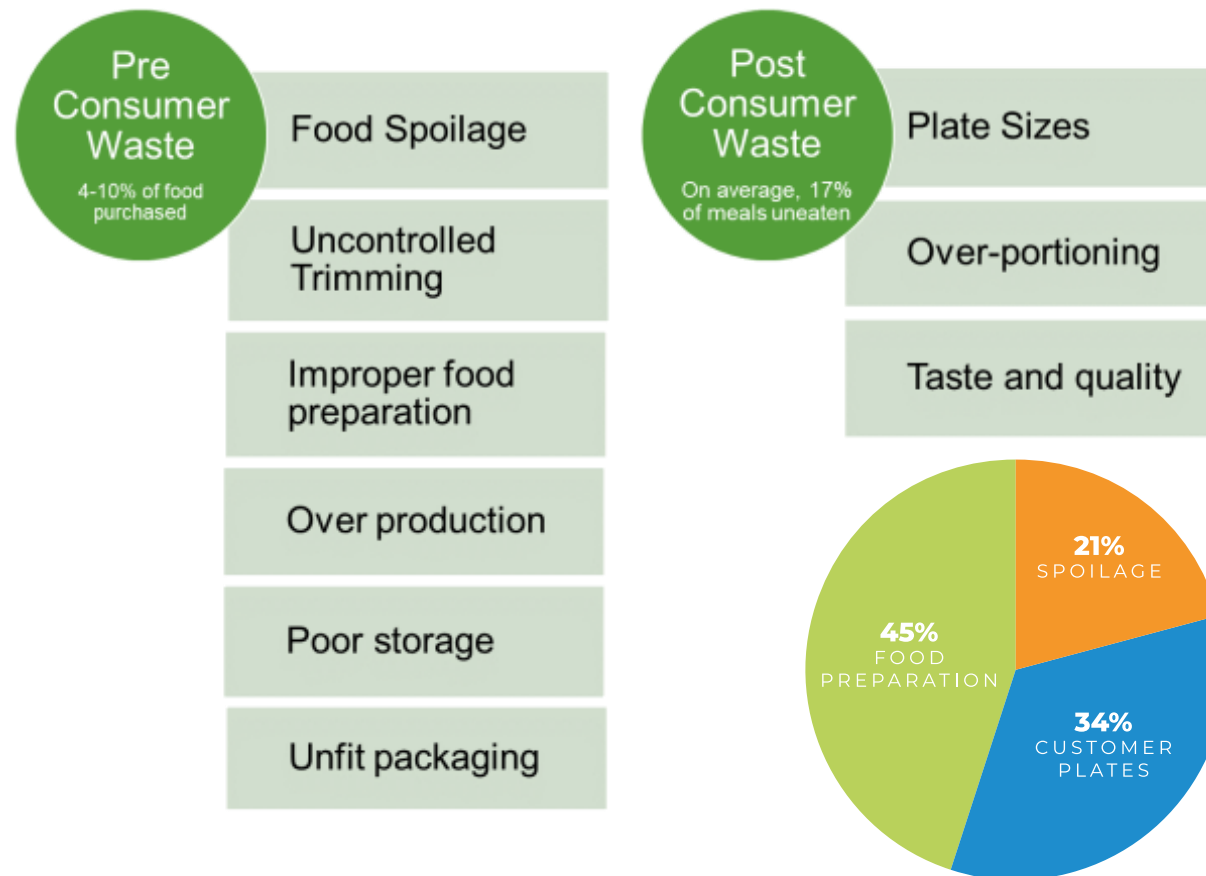 Pre
Consumer
Waste
4-10% of food
purchased
Food Spoilage
Uncontrolled
Trimming
Improper food
preparation
Over production
Poor storage
Unfit packaging
Post
Consumer
Waste
On average, 17%
of meals uneaten
Plate Sizes
Over-portioning
Taste and quality
21%
SPOILAGE
45%
FOOD
PREPARATION
34%
CUSTOMER
PLATES